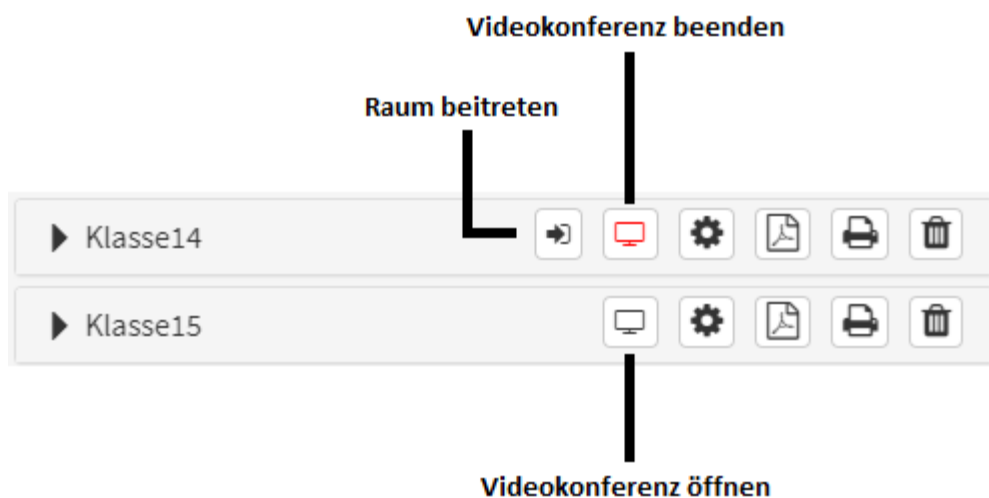 Videokonferenz beenden
Raum beitreten
Klasse14
Klasse15
Videokonferenz öffnen